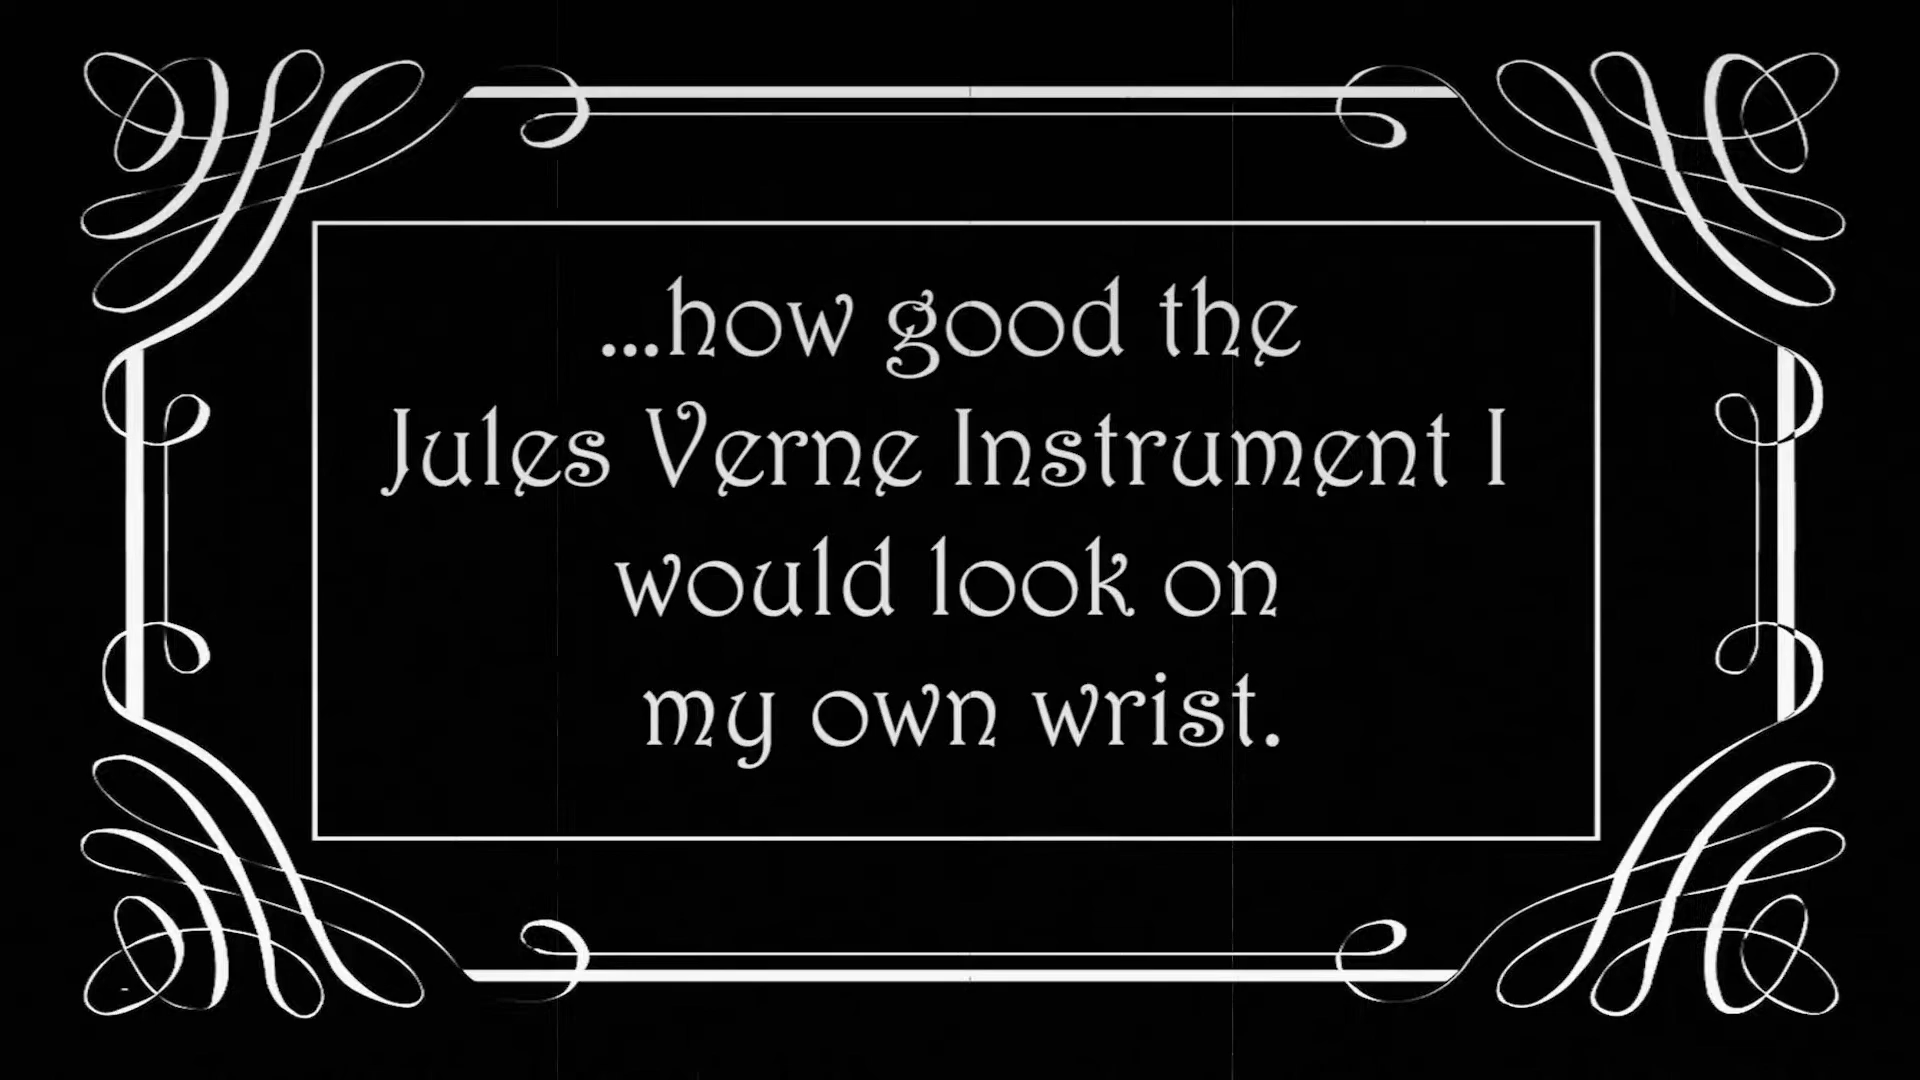 ...how good the
Jules Verne Instrument I
would look on
my own wrist.